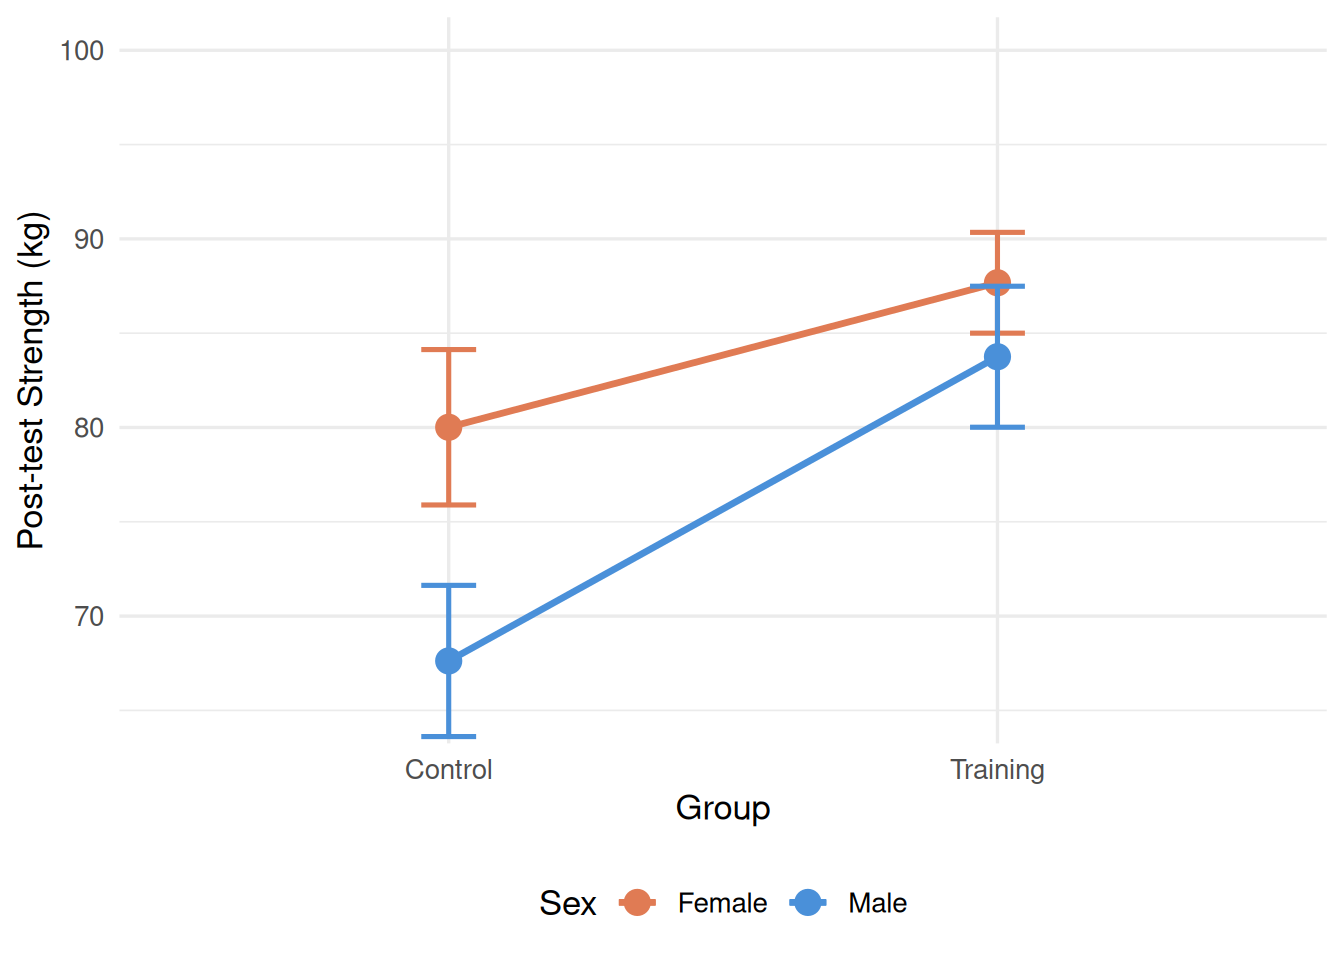 100
90
80
70
Post-test Strength (kg)
Control Training
Group
Sex Female Male